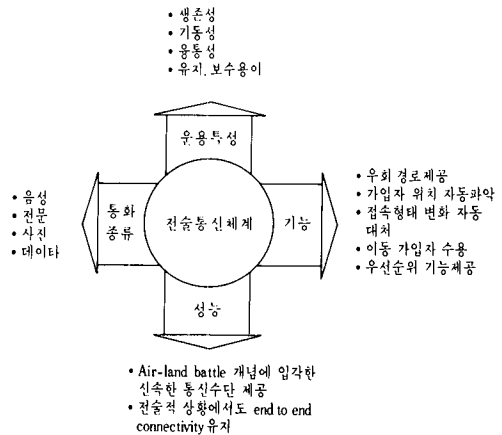 • 생존성
• 기동성
• 융통성
• 유지, 보수용이
운용특성
• 음성
• 전문
• 사진
• 데이타
통화
종류
전술통신체계
기능
• 우회 경로제공
• 가입자 위치 자동파악
• 접속형태 변화 자동
대처
• 이동 가입자 수용
• 우선순위 기능제공
성능
• Air-land battle 개념에 입각한
신속한 통신수단 제공
• 전술적 상황에서도 end to end
connectivity 유지